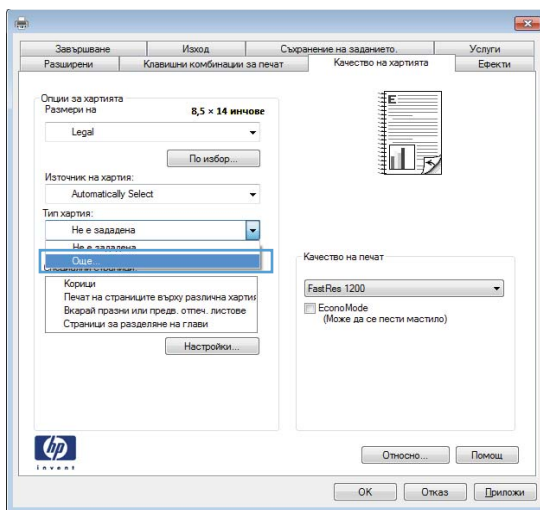 Завършване Изход Съхранение на заданието. Услуги
Разширени Клавишни комбинации за печат Качество на хартията Ефекти
Опции за хартията
Размери на 8,5 × 14 инчове
Legal
По избор...
Източник на хартия:
Automatically Select
Тип хартия:
Не е зададена
Не е зададена
Още...
Специални страници:
Корици
Печат на страниците върху различна хартия
Вкарай празни или предв. отпеч. листове
Страници за разделяне на глави
Настройки...
E
Качество на печат
FastRes 1200
EconoMode
(Може да се пести мастило)
hp
invent
Относно... Помощ
OK Отказ Приложи